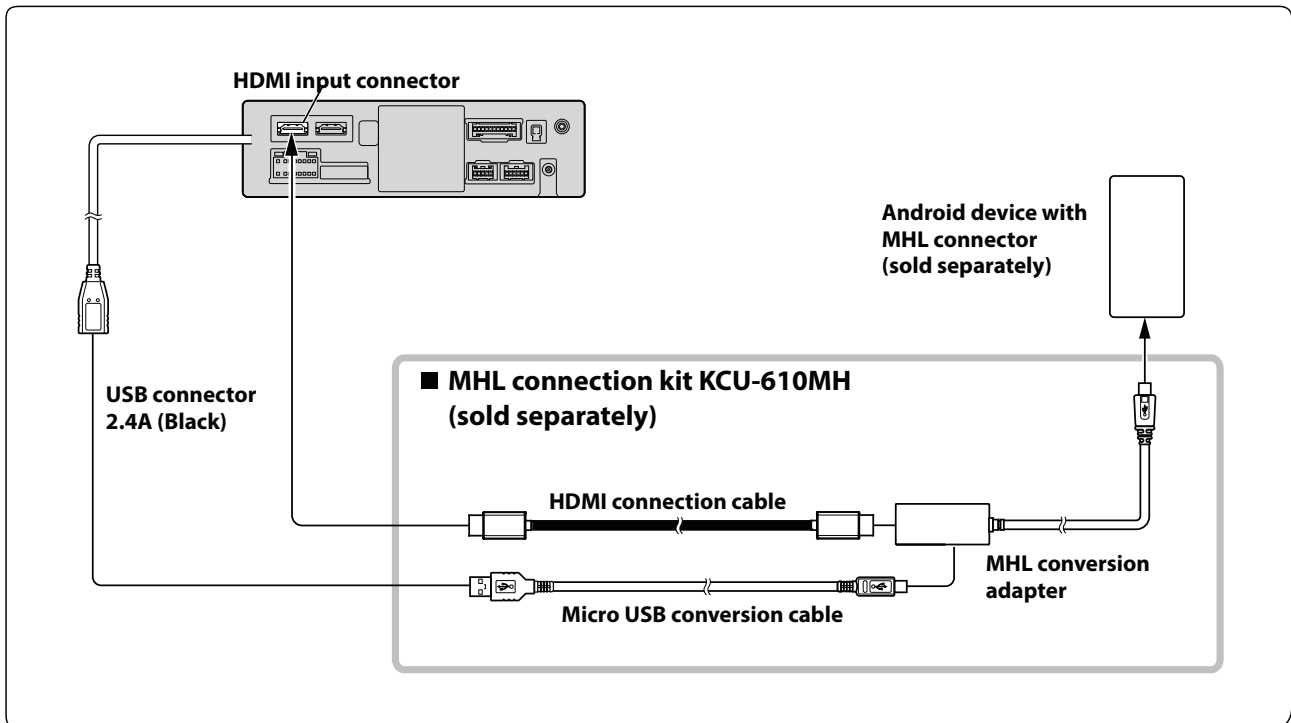 HDMI input connector
Android device with
MHL connector
(sold separately)
USB connector
2.4A (Black)
■ MHL connection kit KCU-610MH
(sold separately)
HDMI connection cable
MHL conversion
adapter
Micro USB conversion cable